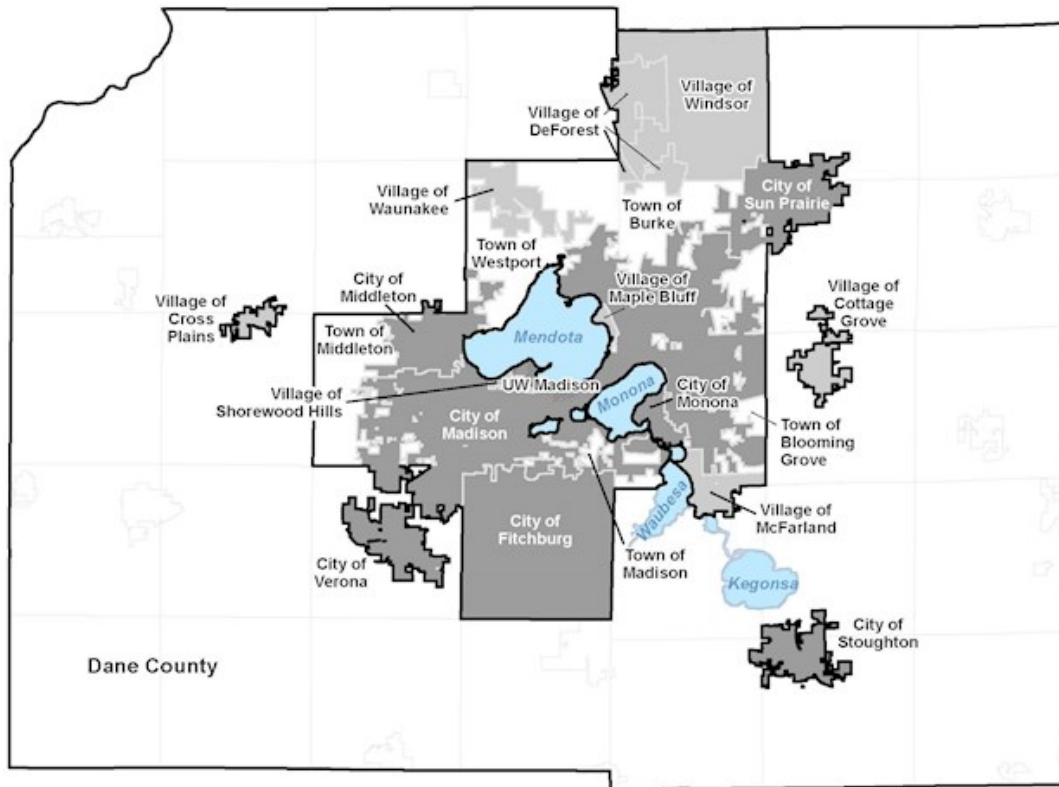 Village of
Windsor
Village of
DeForest
City of
Sun Prairie
Village of
Waunakee
Town of
Burke
Town of
Westport
City of
Middleton
Village of
Maple Bluff
Village of
Cottage
Grove
Village of
Cross
Plains
Town of
Middleton
Mendota
UW Madison
Village of
Shorewood Hills
Monona
City of
Monona
City of
Madison
Town of
Blooming
Grove
Waubesa
Village of
McFarland
City of
Fitchburg
Town of
Madison
City of
Verona
Kegonsa
City of
Stoughton
Dane County